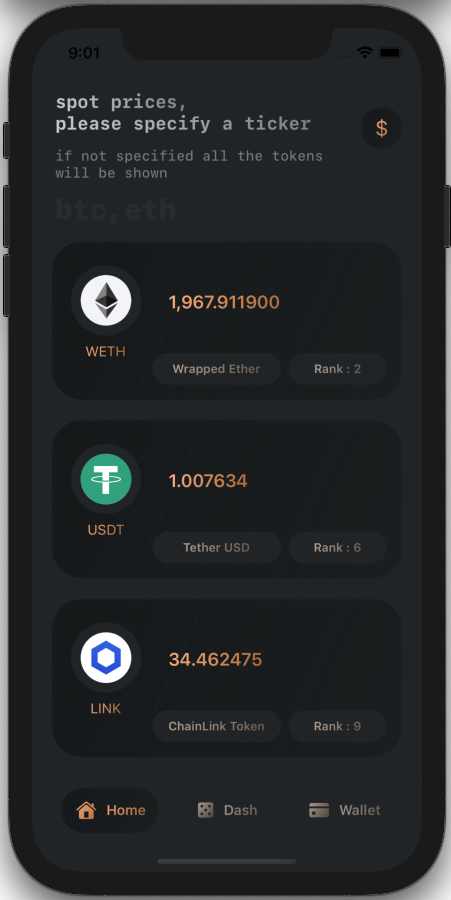 9:01
spot prices,
please specify a ticker
$
if not specified all the tokens
will be shown
btc,eth
1,967.911900
WETH
Wrapped Ether
Rank : 2
1.007634
USDT
Tether USD
Rank : 6
34.462475
LINK
ChainLink Token
Rank : 9
Home
Dash
Wallet